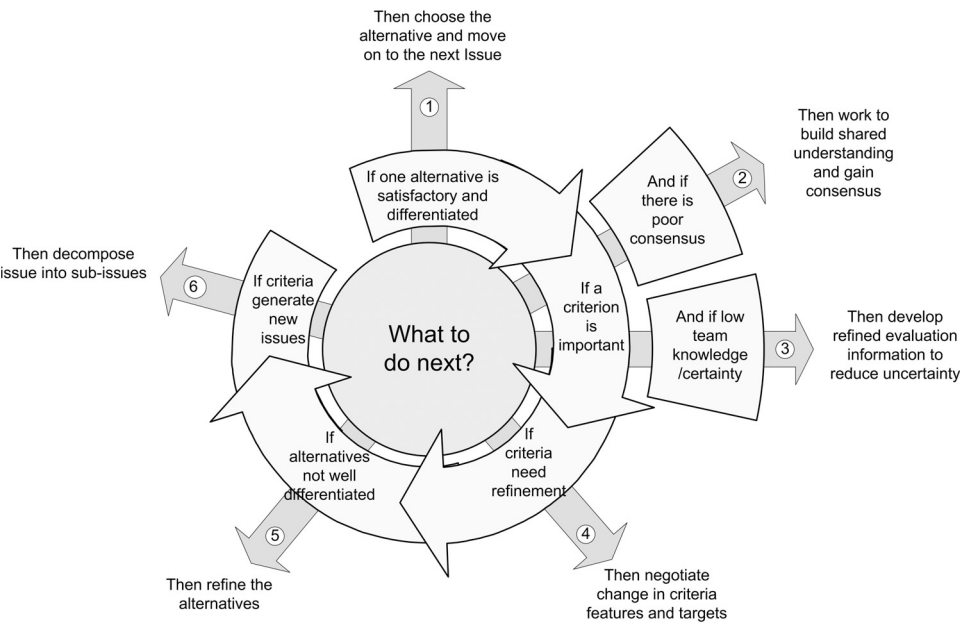 Then choose the
alternative and move
on to the next Issue
1
If one alternative is
satisfactory and
differentiated
Then work to
build shared
understanding
and gain
consensus
2
And if
there is
poor
consensus
If a
criterion
is
important
And if low
team
knowledge
/certainty
3
Then develop
refined evaluation
information to
reduce uncertainty
If
criteria
need
refinement
4
Then negotiate
change in criteria
features and targets
If
alternatives
not well
differentiated
5
Then refine the
alternatives
If criteria
generate
new
issues
6
Then decompose
issue into sub-issues
What to
do next?